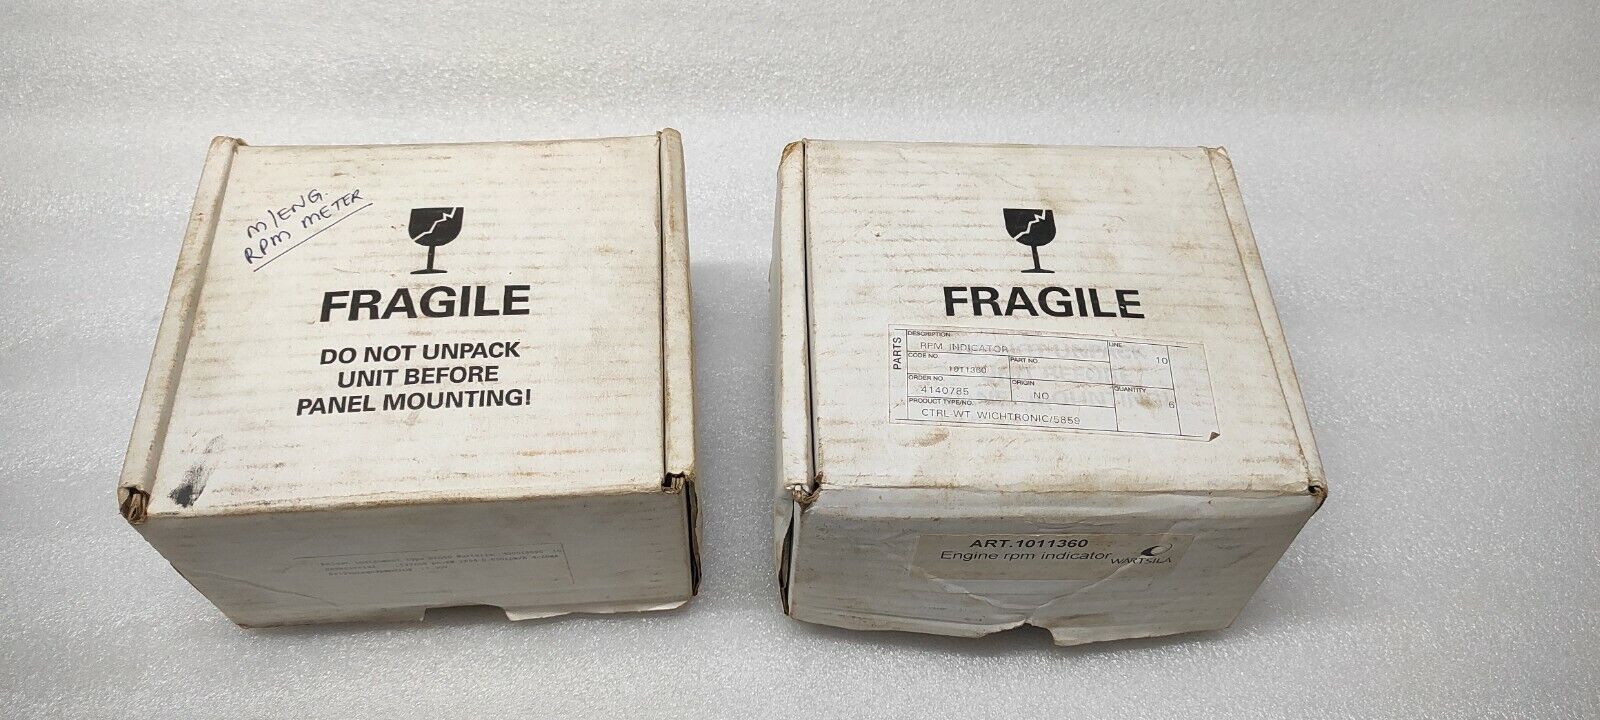 M/ENG.
RPM METER
FRAGILE
DO NOT UNPACK
UNIT BEFORE
PANEL MOUNTING!
FRAGILE
PARTS
DESCRIPTION
RPM INDICATOR
LINE
10
CODE NO.
1011360
PART NO.
ORDER NO.
4140785
ORIGIN
NO
QUANTITY
6
PRODUCT TYPE/NO.
CTRL-WT WICHTRONIC/5859
ART.1011360
Engine rpm indicator
WARTSILA